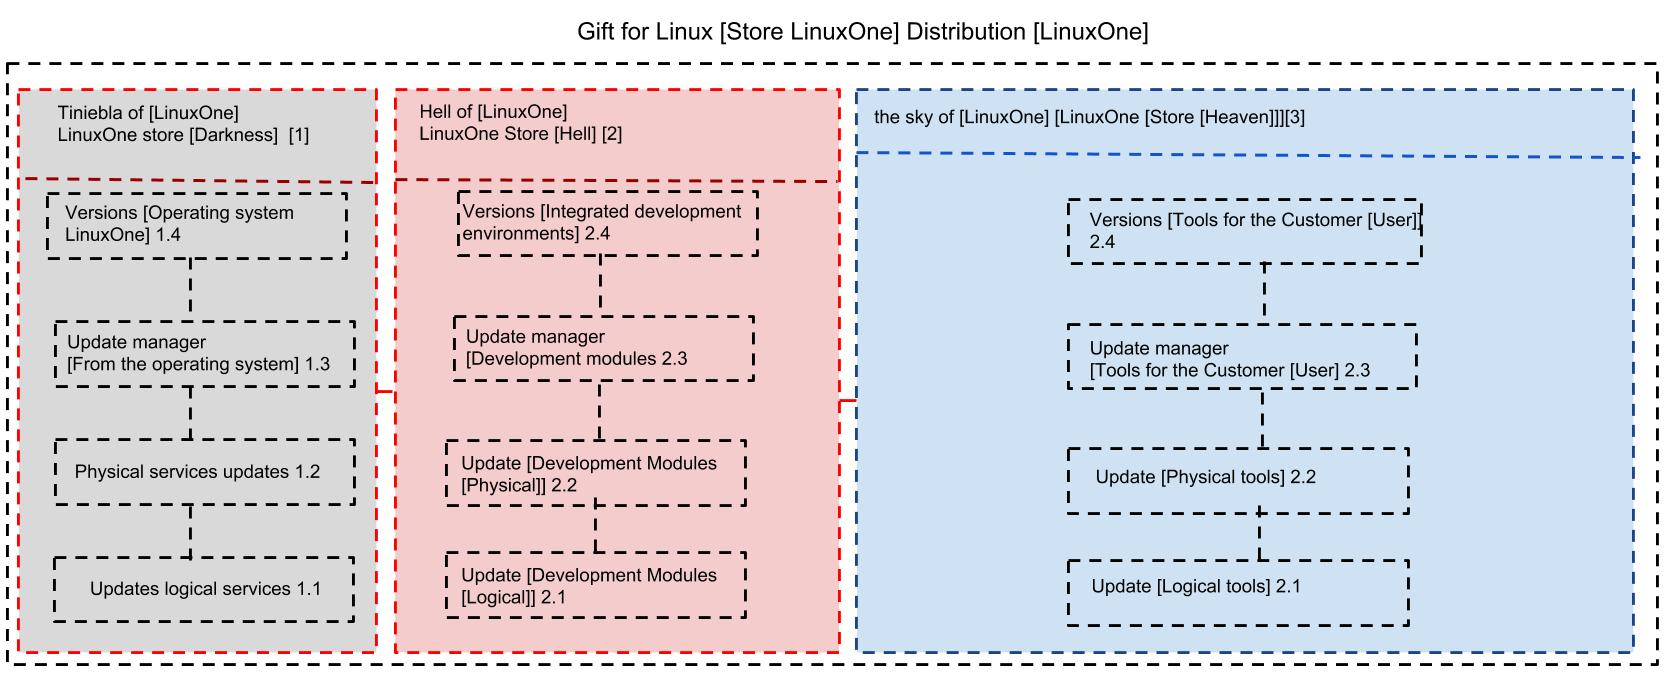 Gift for Linux [Store LinuxOne] Distribution [LinuxOne]
Tiniebla of [LinuxOne]
LinuxOne store [Darkness]  [1]
Versions [Operating system
LinuxOne] 1.4
Update manager
[From the operating system] 1.3
Physical services updates 1.2
Updates logical services 1.1
Hell of [LinuxOne]
LinuxOne Store [Hell] [2]
Versions [Integrated development
environments] 2.4
Update manager
[Development modules 2.3
Update [Development Modules
[Physical]] 2.2
Update [Development Modules
[Logical]] 2.1
the sky of [LinuxOne] [LinuxOne [Store [Heaven]]][3]
Versions [Tools for the Customer [User]]
2.4
Update manager
[Tools for the Customer [User] 2.3
Update [Physical tools] 2.2
Update [Logical tools] 2.1